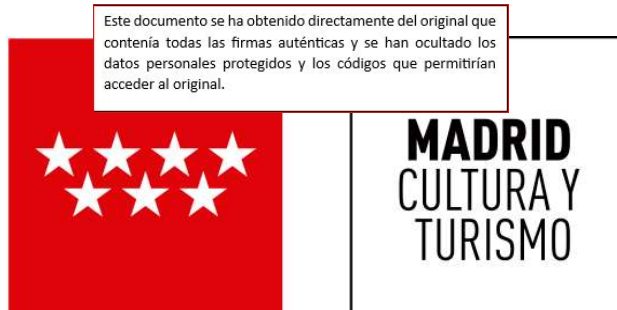 Este documento se ha obtenido directamente del original que
contenía todas las firmas auténticas y se han ocultado los
datos personales protegidos y los códigos que permitirían
acceder al original.
MADRID
CULTURA Y
TURISMO